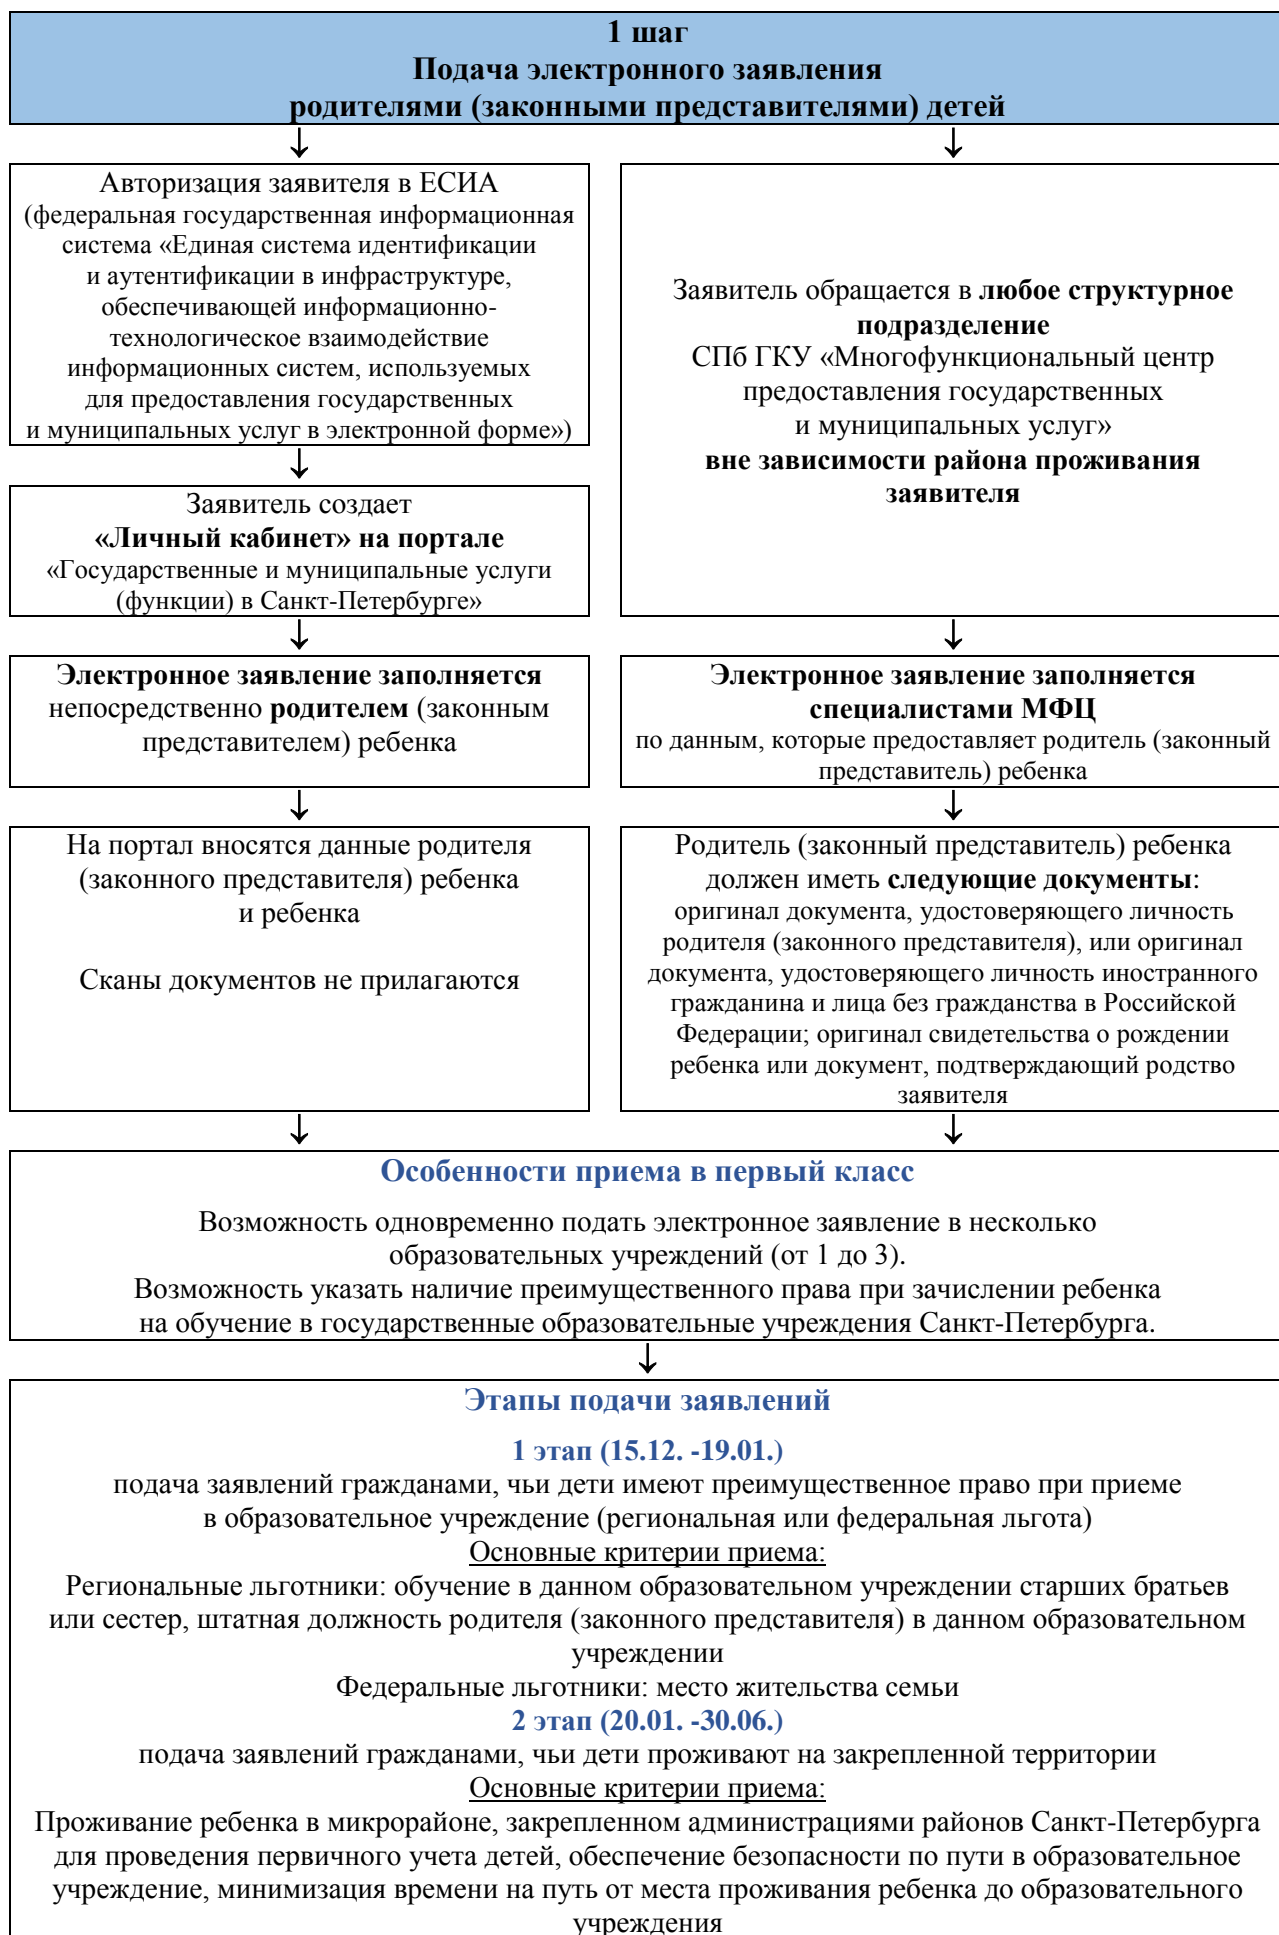 1 шаг
Подача электронного заявления
родителями (законными представителями) детей
Авторизация заявителя в ЕСИА
(федеральная государственная информационная
система «Единая система идентификации
и аутентификации в инфраструктуре,
обеспечивающей информационно-
технологическое взаимодействие
информационных систем, используемых
для предоставления государственных
и муниципальных услуг в электронной форме»)
Заявитель создает
«Личный кабинет» на портале
«Государственные и муниципальные услуги
(функции) в Санкт-Петербурге»
Электронное заявление заполняется
непосредственно родителем (законным
представителем) ребенка
На портал вносятся данные родителя
(законного представителя) ребенка
и ребенка
Сканы документов не прилагаются
Заявитель обращается в любое структурное
подразделение
СПб ГКУ «Многофункциональный центр
предоставления государственных
и муниципальных услуг»
вне зависимости района проживания
заявителя
Электронное заявление заполняется
специалистами МФЦ
по данным, которые предоставляет родитель (законный
представитель) ребенка
Родитель (законный представитель) ребенка
должен иметь следующие документы:
оригинал документа, удостоверяющего личность
родителя (законного представителя), или оригинал
документа, удостоверяющего личность иностранного
гражданина и лица без гражданства в Российской
Федерации; оригинал свидетельства о рождении
ребенка или документ, подтверждающий родство
заявителя
Особенности приема в первый класс
Возможность одновременно подать электронное заявление в несколько
образовательных учреждений (от 1 до 3).
Возможность указать наличие преимущественного права при зачислении ребенка
на обучение в государственные образовательные учреждения Санкт-Петербурга.
Этапы подачи заявлений
1 этап (15.12. -19.01.)
подача заявлений гражданами, чьи дети имеют преимущественное право при приеме
в образовательное учреждение (региональная или федеральная льгота)
Основные критерии приема:
Региональные льготники: обучение в данном образовательном учреждении старших братьев
или сестер, штатная должность родителя (законного представителя) в данном образовательном
учреждении
Федеральные льготники: место жительства семьи
2 этап (20.01. -30.06.)
подача заявлений гражданами, чьи дети проживают на закрепленной территории
Основные критерии приема:
Проживание ребенка в микрорайоне, закрепленном администрациями районов Санкт-Петербурга
для проведения первичного учета детей, обеспечение безопасности по пути в образовательное
учреждение, минимизация времени на путь от места проживания ребенка до образовательного
учреждения